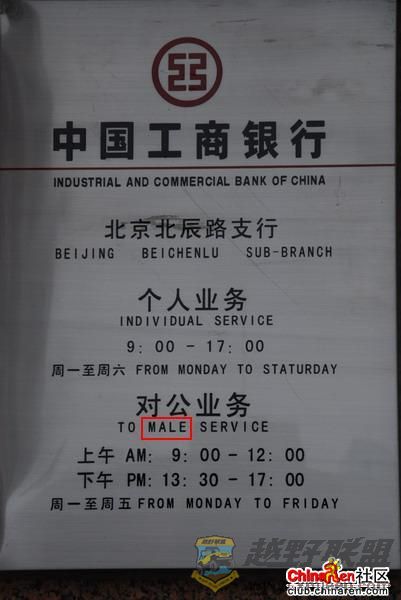 中国工商银行
INDUSTRIAL AND COMMERCIAL BANK OF CHINA
北京北辰路支行
BEIJING BEICHENLU SUB-BRANCH
个人业务
INDIVIDUAL SERVICE
9：00-17：00
周一至周六 FROM MONDAY TO STATURDAY
对公业务
TO MALE SERVICE
上午 AM：9：00-12：00
下午 PM：13：30-17：00
周一至周五 FROM MONDAY TO FRIDAY
越野联盟
ChinaRen社区
club.chinaren.com